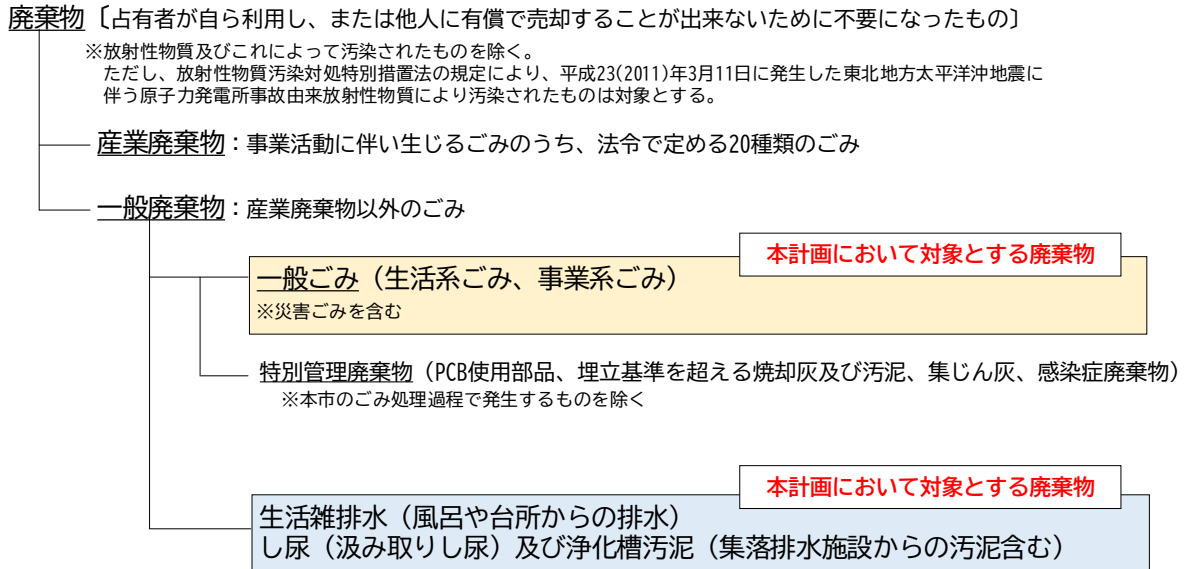 廃棄物〔占有者が自ら利用し、または他人に有償で売却することが出来ないために不要になったもの〕
※放射性物質及びこれによって汚染されたものを除く。
ただし、放射性物質汚染対処特別措置法の規定により、平成23(2011)年3月11日に発生した東北地方太平洋沖地震に
伴う原子力発電所事故由来放射性物質により汚染されたものは対象とする。
産業廃棄物：事業活動に伴い生じるごみのうち、法令で定める20種類のごみ
一般廃棄物：産業廃棄物以外のごみ
本計画において対象とする廃棄物
一般ごみ（生活系ごみ、事業系ごみ）
※災害ごみを含む
特別管理廃棄物（PCB使用部品、埋立基準を超える焼却灰及び汚泥、集じん灰、感染症廃棄物）
※本市のごみ処理過程で発生するものを除く
本計画において対象とする廃棄物
生活雑排水（風呂や台所からの排水）
し尿（汲み取りし尿）及び浄化槽汚泥（集落排水施設からの汚泥含む）